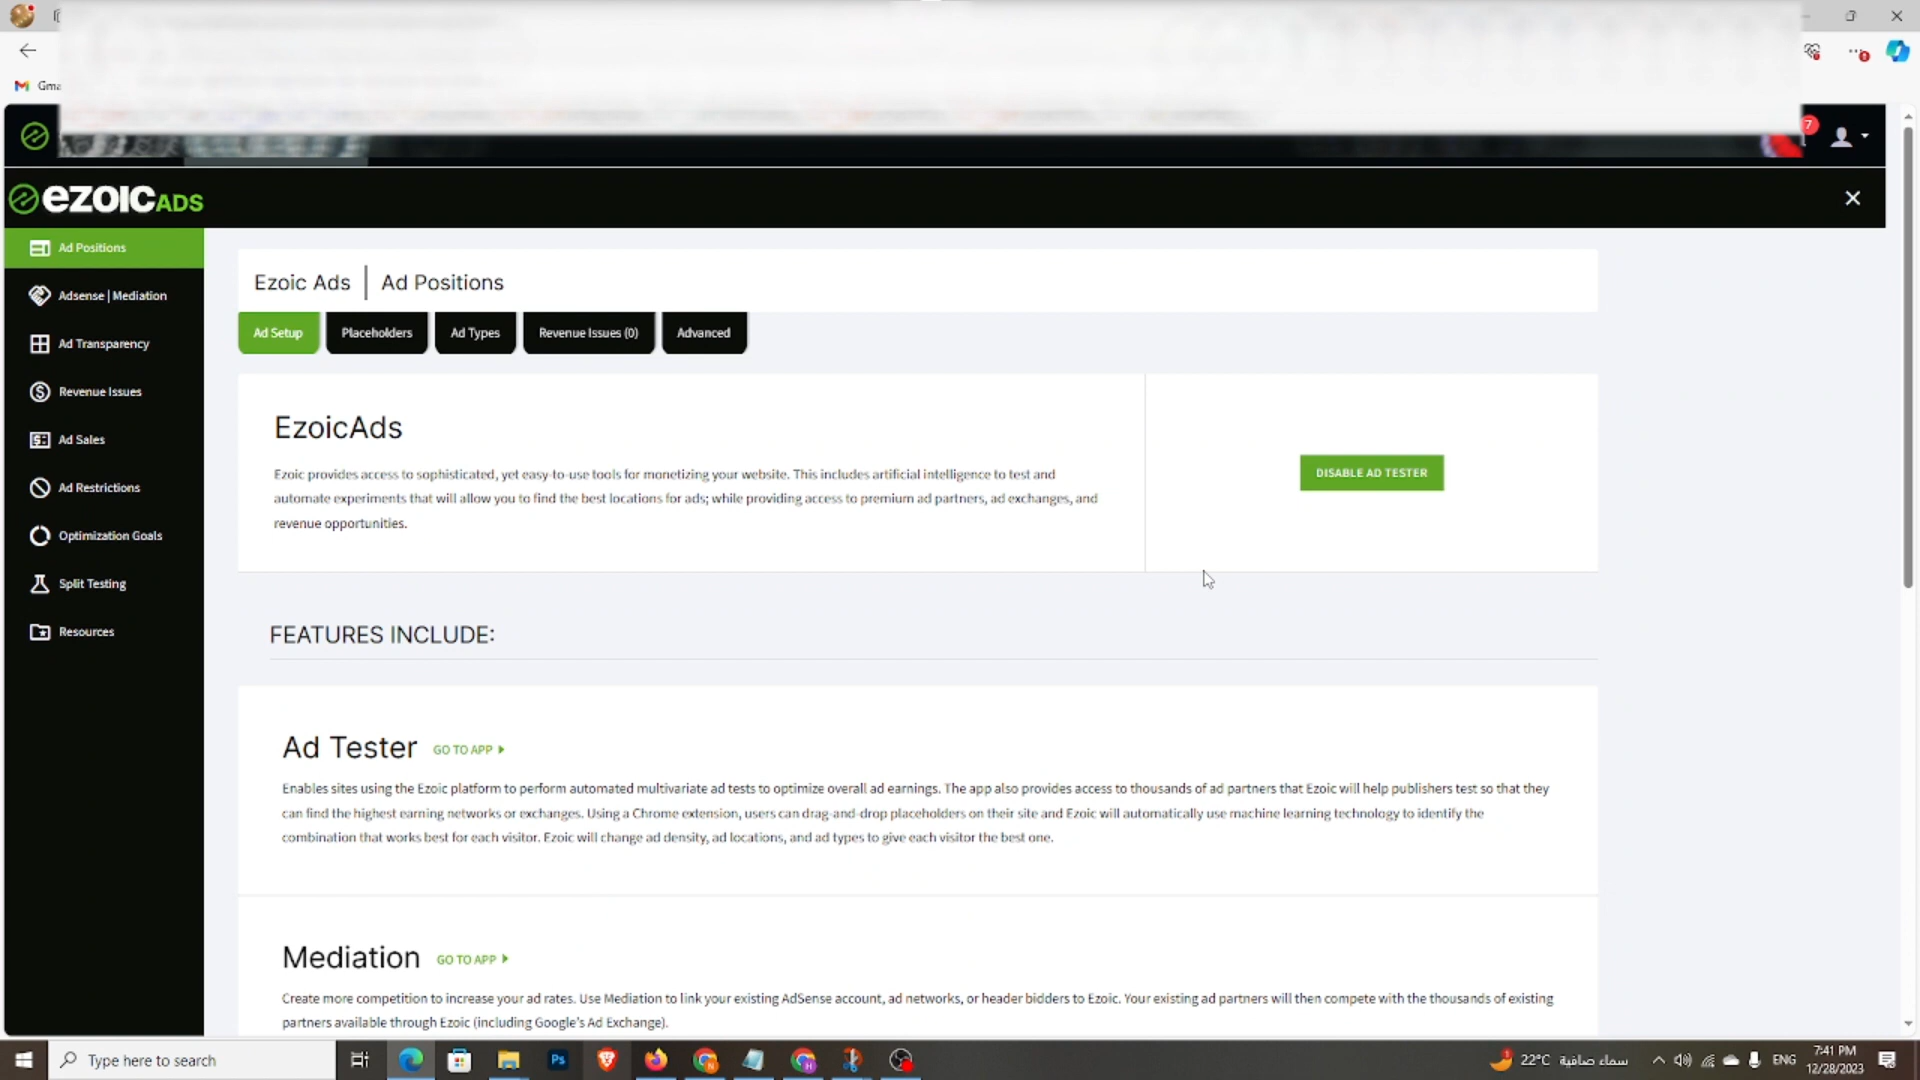 Gma
7
EZOIC ADS
Ad Positions
Adsense | Mediation
Ad Transparency
Revenue Issues
Ad Sales
Ad Restrictions
Optimization Goals
Split Testing
Resources
Ezoic Ads | Ad Positions
Ad Setup
Placeholders
Ad Types
Revenue Issues (0)
Advanced
EzoicAds
Ezoic provides access to sophisticated, yet easy-to-use tools for monetizing your website. This includes artificial intelligence to test and
automate experiments that will allow you to find the best locations for ads; while providing access to premium ad partners, ad exchanges, and
revenue opportunities.
DISABLE AD TESTER
FEATURES INCLUDE:
Ad Tester GO TO APP
Enables sites using the Ezoic platform to perform automated multivariate ad tests to optimize overall ad earnings. The app also provides access to thousands of ad partners that Ezoic will help publishers test so that they
can find the highest earning networks or exchanges. Using a Chrome extension, users can drag-and-drop placeholders on their site and Ezoic will automatically use machine learning technology to identify the
combination that works best for each visitor. Ezoic will change ad density, ad locations, and ad types to give each visitor the best one.
Mediation GO TO APP
Create more competition to increase your ad rates. Use Mediation to link your existing AdSense account, ad networks, or header bidders to Ezoic. Your existing ad partners will then compete with the thousands of existing
partners available through Ezoic (including Google's Ad Exchange).
Type here to search
Ps
22°C سماء صافية
ENG
7:41 PM
12/28/2023